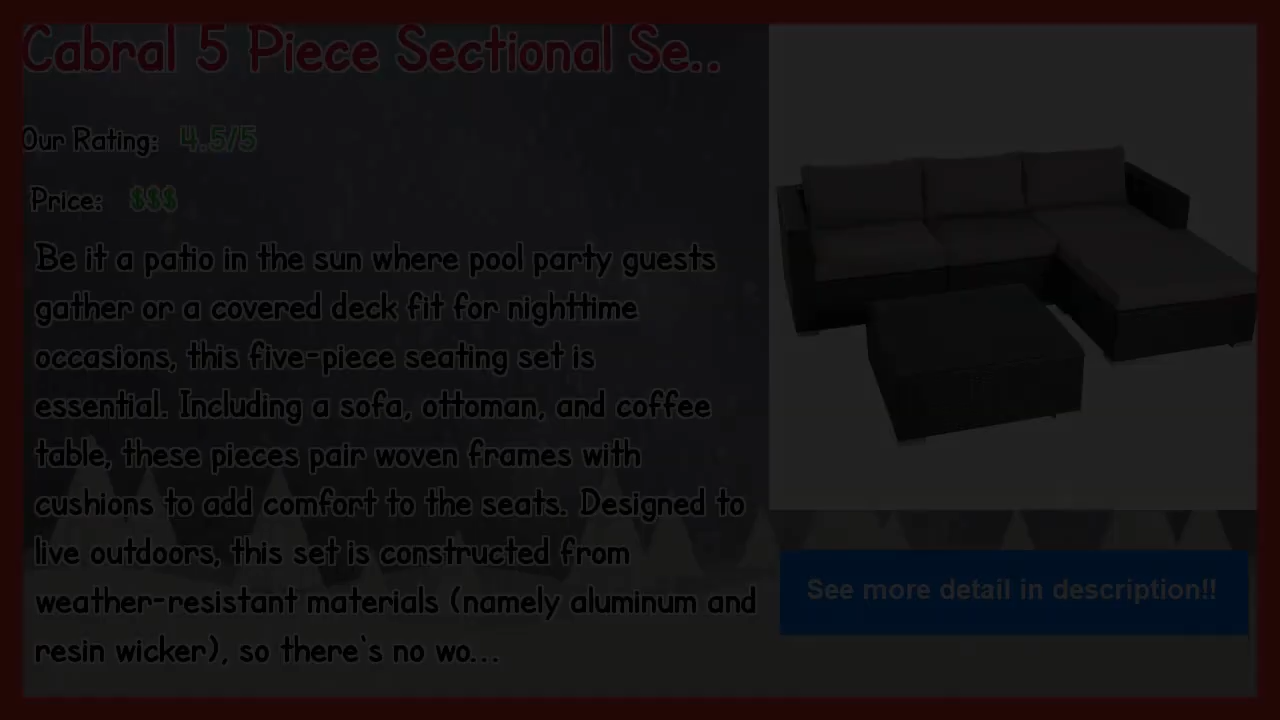 Cabral 5 Piece Sectional Se..
Our Rating: 4.5/5
Price: $$$
Be it a patio in the sun where pool party guests
gather or a covered deck fit for nighttime
occasions, this five-piece seating set is
essential. Including a sofa, ottoman, and coffee
table, these pieces pair woven frames with
cushions to add comfort to the seats. Designed to
live outdoors, this set is constructed from
weather-resistant materials (namely aluminum and
resin wicker), so there's no wo...
See more detail in description!!